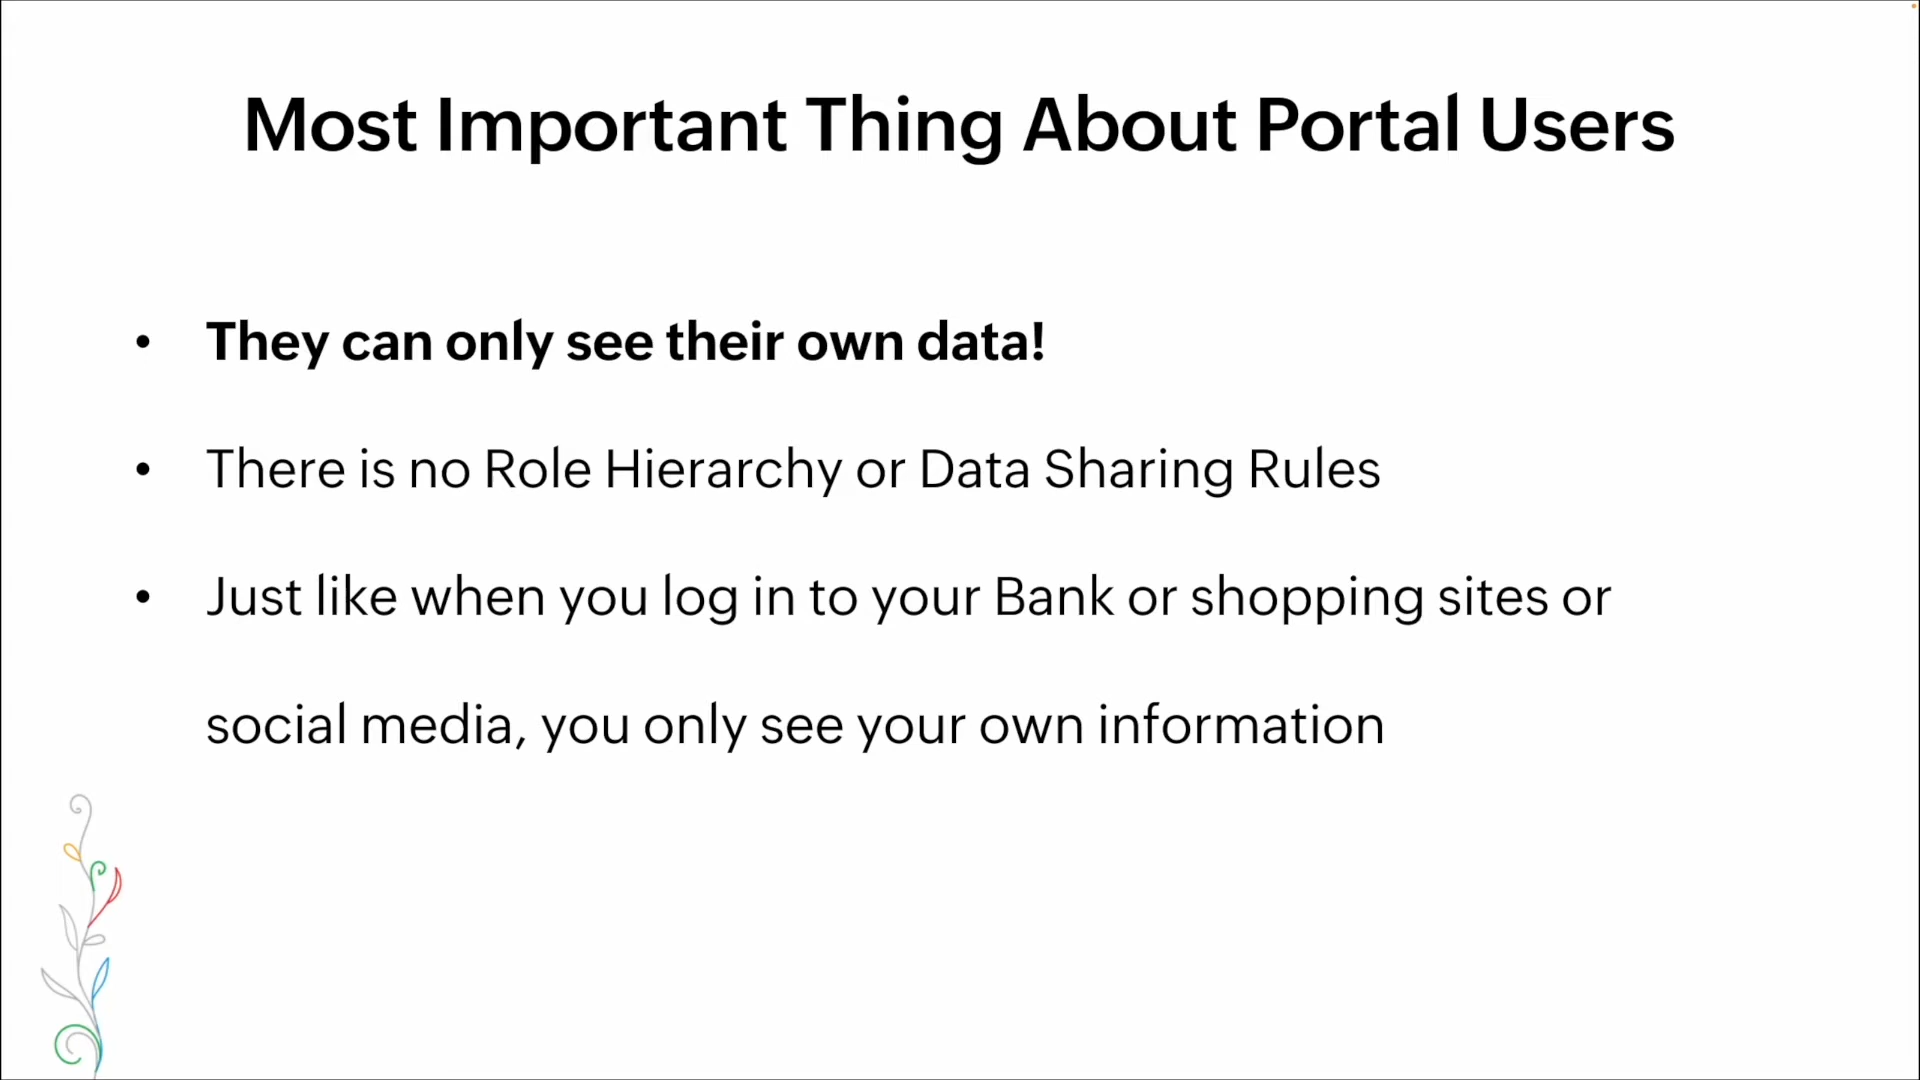 Most Important Thing About Portal Users
• They can only see their own data!
• There is no Role Hierarchy or Data Sharing Rules
• Just like when you log in to your Bank or shopping sites or
social media, you only see your own information